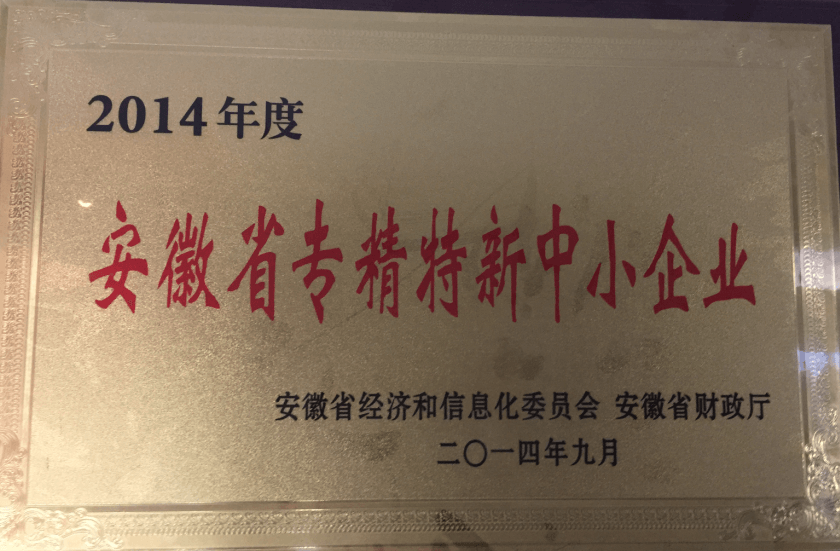 2014年度
安徽省专精特新中小企业
安徽省经济和信息化委员会 安徽省财政厅
二〇一四年九月